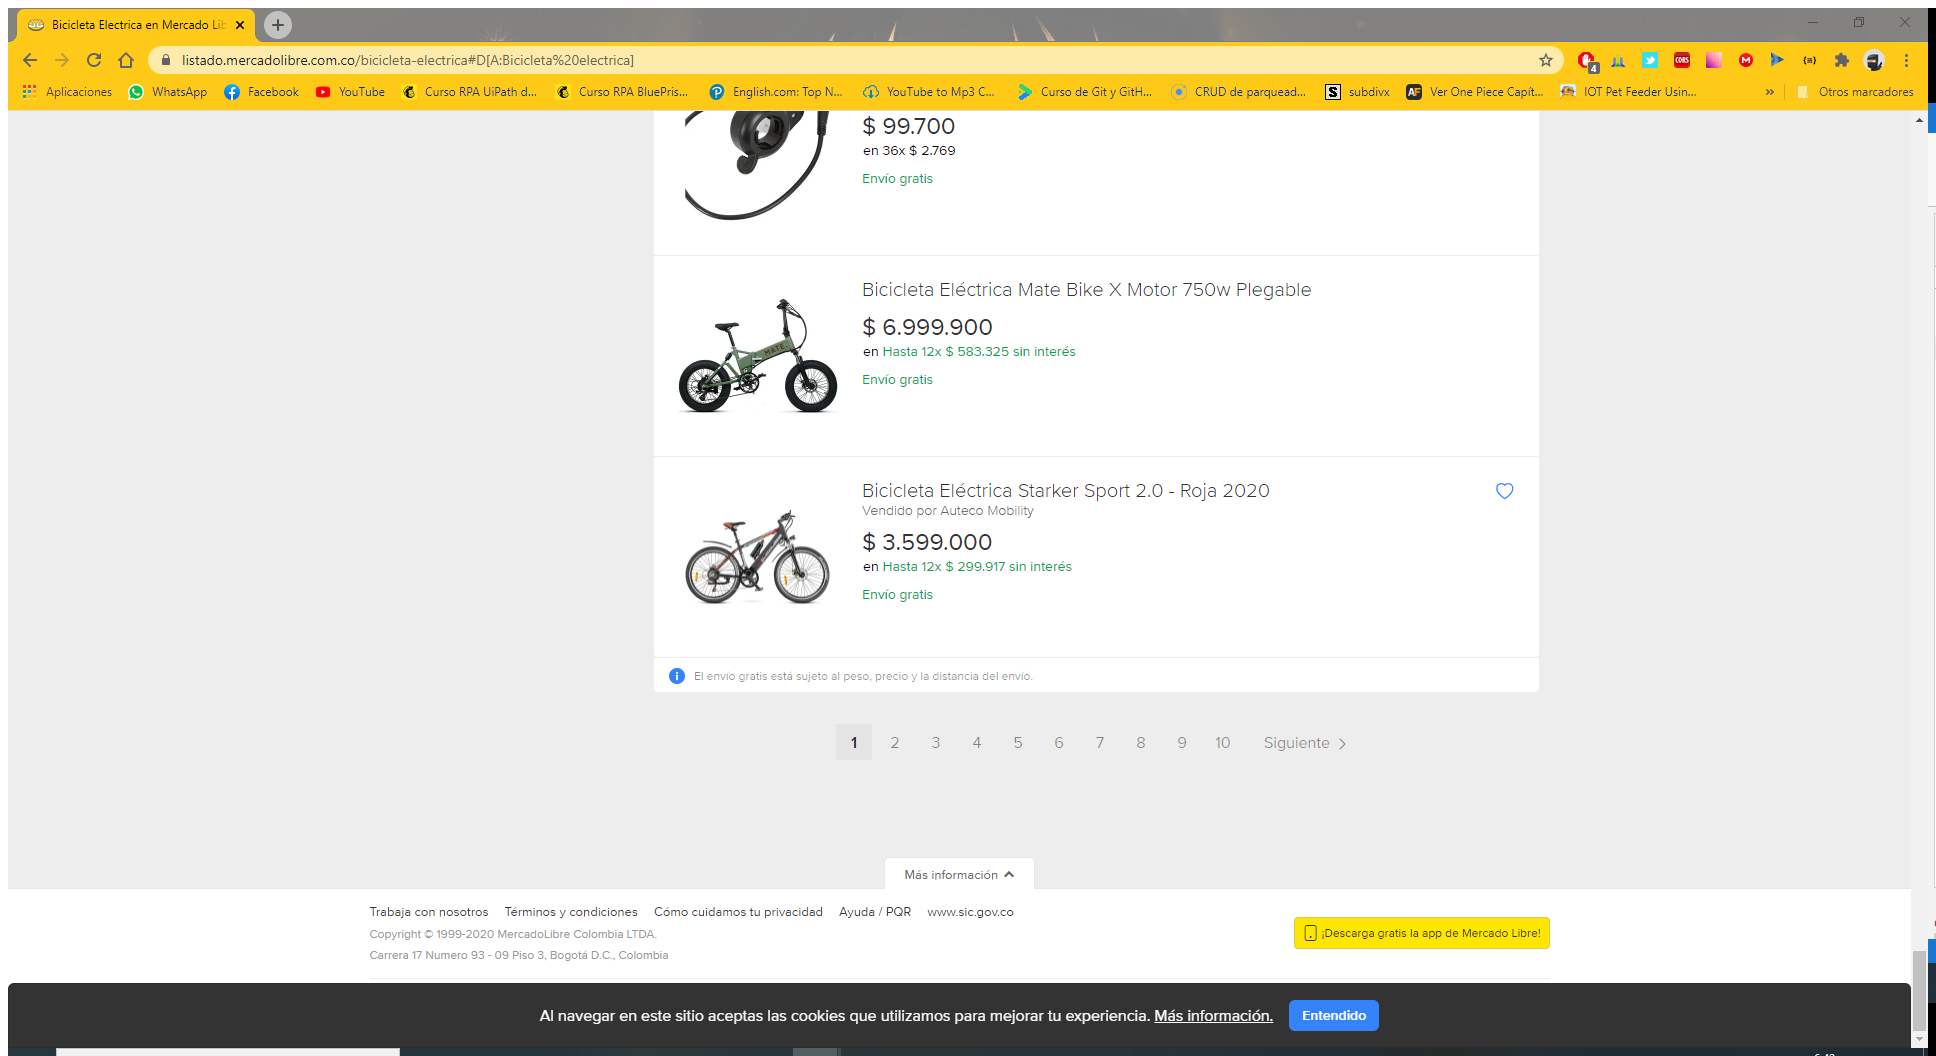 Bicicleta Electrica en Mercado Lib
listado.mercadolibre.com.co/bicicleta-electrica#D[A:Bicicleta%20electrica]
4
CORS
M
Aplicaciones
WhatsApp
Facebook
YouTube
Curso RPA UiPath d...
Curso RPA BluePris...
English.com: Top N...
YouTube to Mp3 C...
Curso de Git y GitH...
CRUD de parquead...
S
subdivx
AF
Ver One Piece Capít...
IOT Pet Feeder Usin...
»
Otros marcadores
$ 99.700
en 36x $ 2.769
Envío gratis
MATE
Bicicleta Eléctrica Mate Bike X Motor 750w Plegable
$ 6.999.900
en Hasta 12x $ 583.325 sin interés
Envío gratis
Bicicleta Eléctrica Starker Sport 2.0 - Roja 2020
Vendido por Auteco Mobility
$ 3.599.000
en Hasta 12x $ 299.917 sin interés
Envío gratis
El envío gratis está sujeto al peso, precio y la distancia del envío.
1 2 3 4 5 6 7 8 9 10 Siguiente
Más información
Trabaja con nosotros Términos y condiciones Cómo cuidamos tu privacidad Ayuda / PQR www.sic.gov.co
Copyright © 1999-2020 MercadoLibre Colombia LTDA.
Carrera 17 Numero 93 - 09 Piso 3, Bogotá D.C., Colombia
¡Descarga gratis la app de Mercado Libre!
Al navegar en este sitio aceptas las cookies que utilizamos para mejorar tu experiencia. Más información.
Entendido